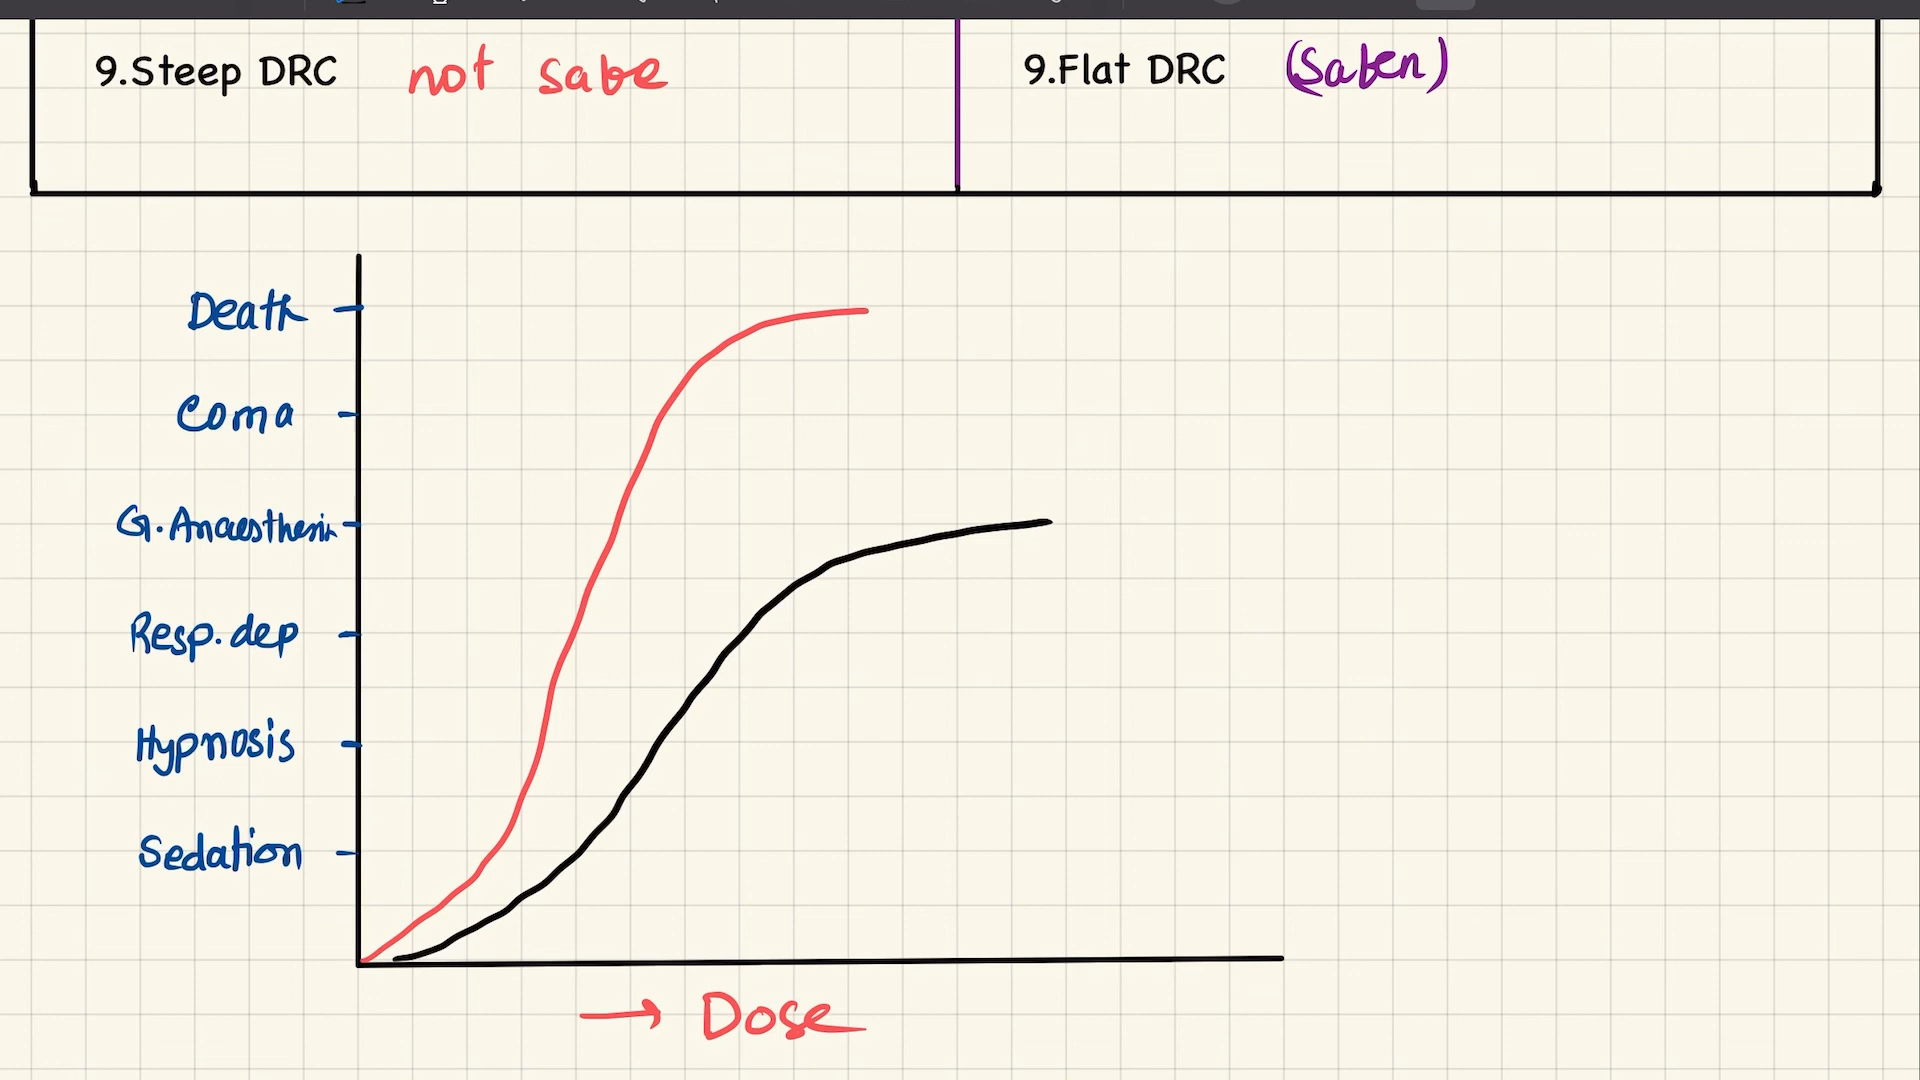 9.Steep DRC not safe
9.Flat DRC (Safer)
Death
Coma
G.Anaesthesia
Resp.dep
Hypnosis
Sedation
→ Dose